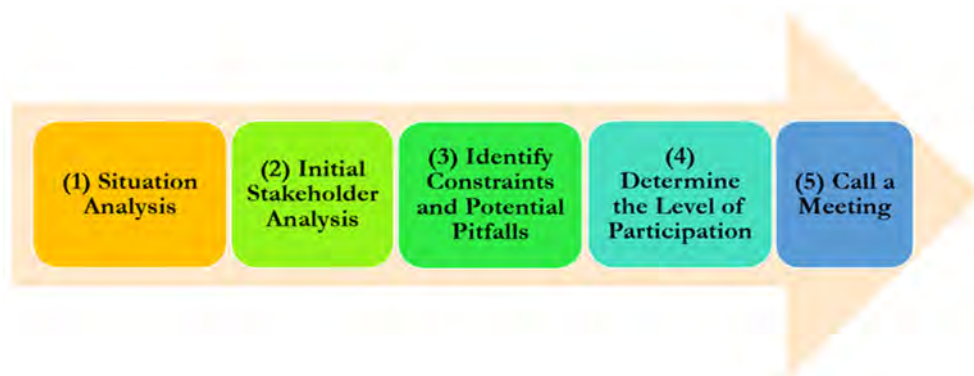 (1) Situation
Analysis
(2) Initial
Stakeholder
Analysis
(3) Identify
Constraints
and Potential
Pitfalls
(4)
Determine
the Level of
Participation
(5) Call a
Meeting